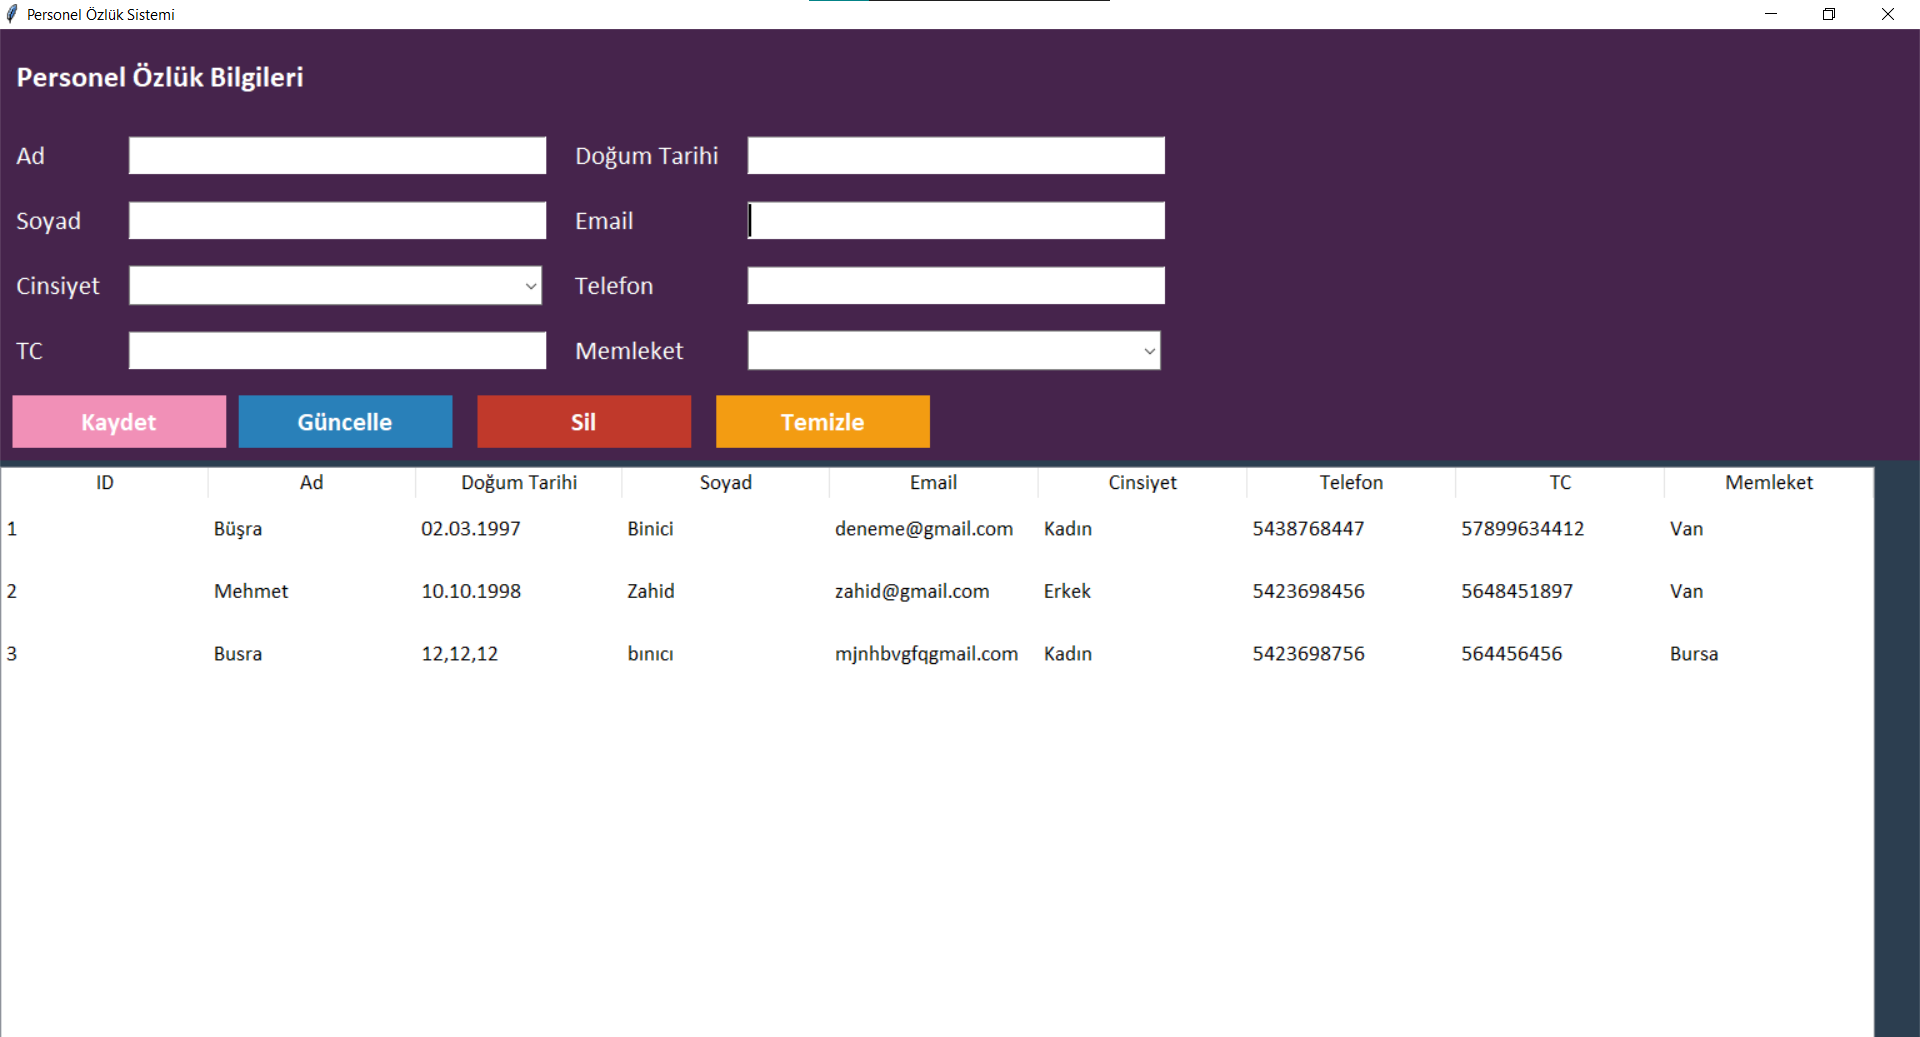 Personel Özlük Sistemi
Personel Özlük Bilgileri
Ad Doğum Tarihi
Soyad Email
Cinsiyet Telefon
TC Memleket
Kaydet Güncelle Sil Temizle
ID Ad Doğum Tarihi Soyad Email Cinsiyet Telefon TC Memleket
1 Büşra 02.03.1997 Binici deneme@gmail.com Kadın 5438768447 57899634412 Van
2 Mehmet 10.10.1998 Zahid zahid@gmail.com Erkek 5423698456 5648451897 Van
3 Busra 12,12,12 bınıcı mjnhbvgfqgmail.com Kadın 5423698756 564456456 Bursa